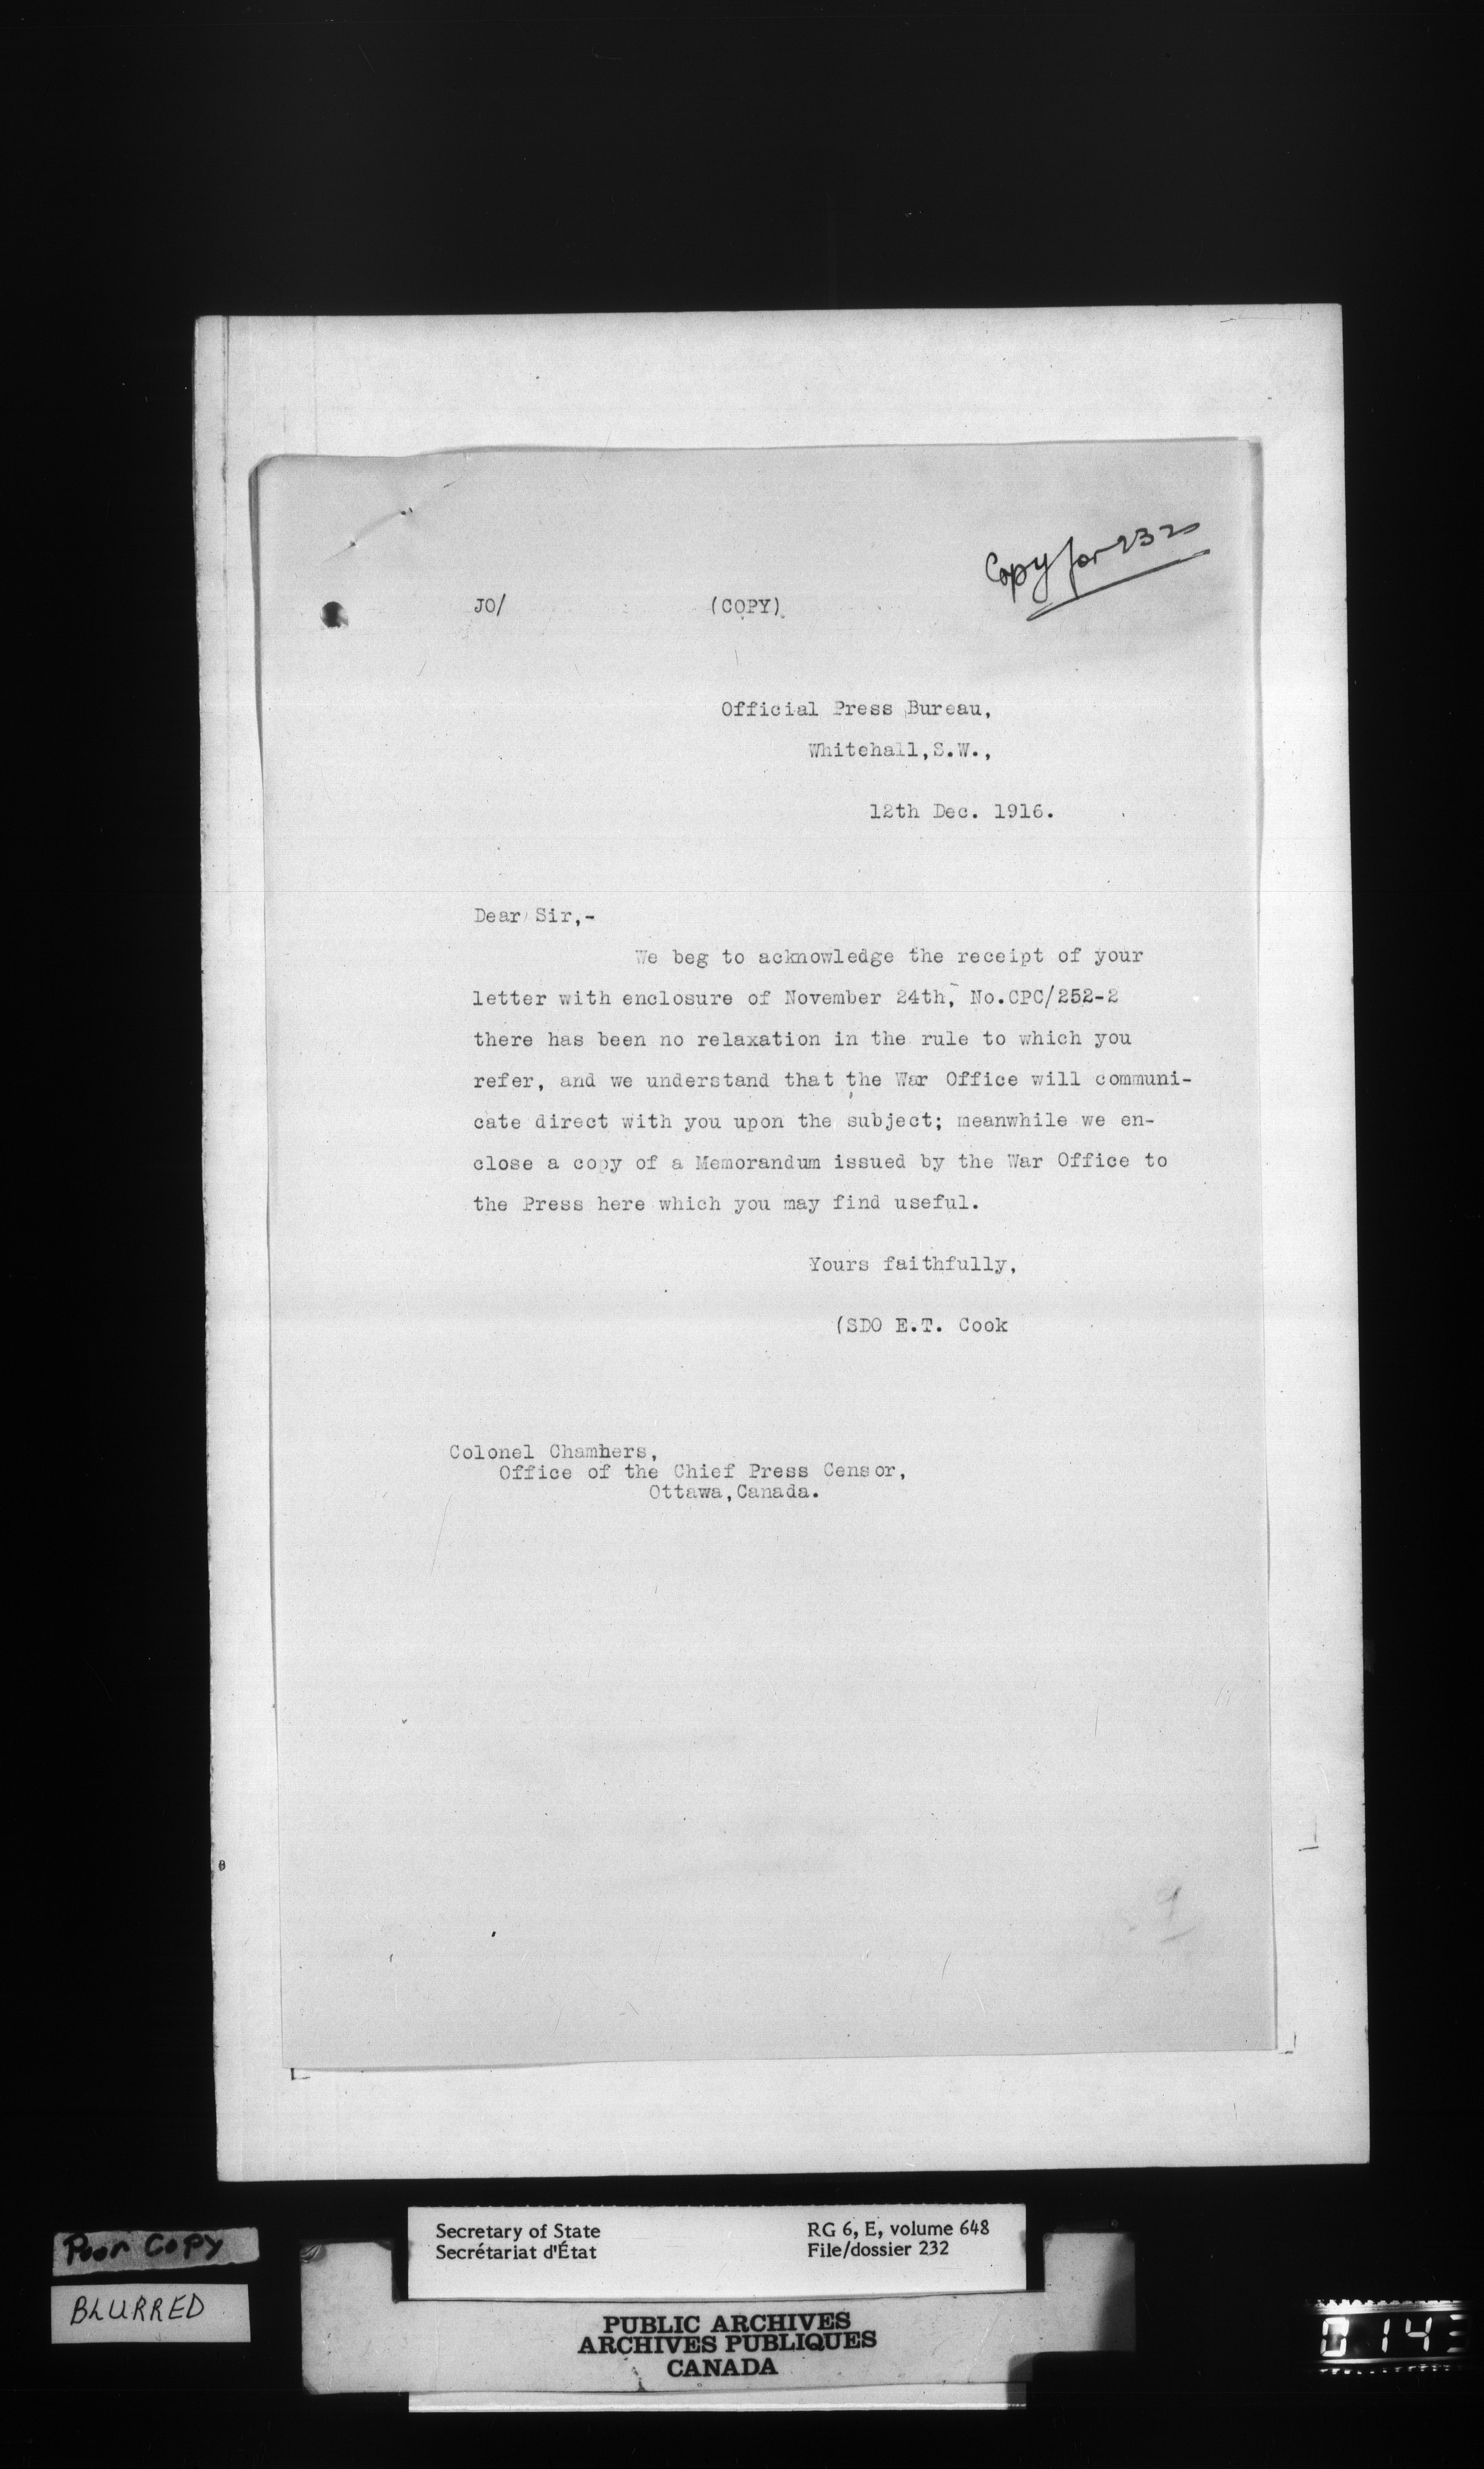 Copy for 232
JO/ (COPY)
Official Press Bureau,
Whitehall,S.W.,
12th Dec. 1916.
Dear Sir,-
We beg to acknowledge the receipt of your
letter with enclosure of November 24th, No.CPC/252-2
there has been no relaxation in the rule to which you
refer, and we understand that the War Office will communi-
cate direct with you upon the subject; meanwhile we en-
close a copy of a Memorandum issued by the War Office to
the Press here which you may find useful.
Yours faithfully,
(SDO E.T. Cook
Colonel Chambers,
Office of the Chief Press Censor,
Ottawa,Canada.
Poor Copy
BLURRED
Secretary of State
Secrétariat d'État
RG 6, E, volume 648
File/dossier 232
PUBLIC ARCHIVES
ARCHIVES PUBLIQUES
CANADA